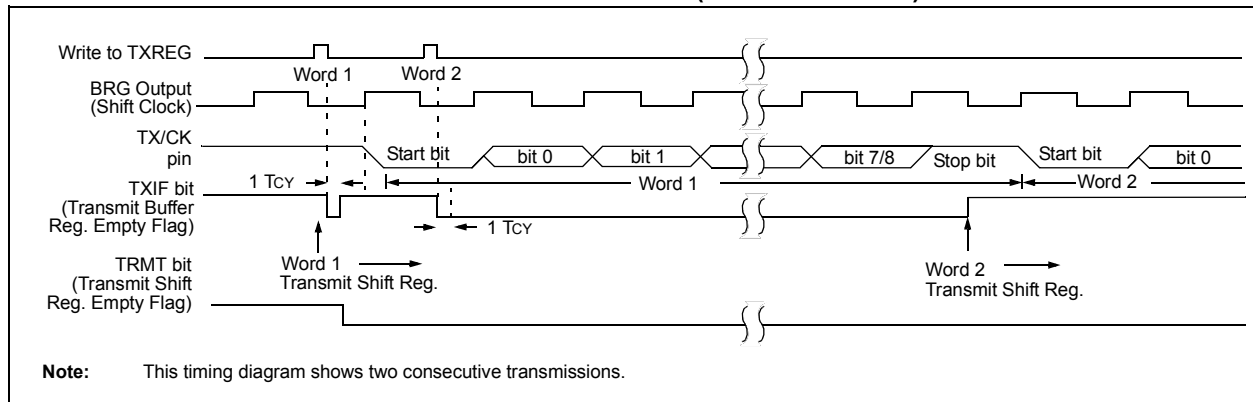 Write to TXREG
Word 1
Word 2
BRG Output
(Shift Clock)
TX/CK
pin
Start bit
bit 0
bit 1
bit 7/8
Stop bit
Start bit
bit 0
1 TCY
Word 1
Word 2
TXIF bit
(Transmit Buffer
Reg. Empty Flag)
1 TCY
TRMT bit
(Transmit Shift
Reg. Empty Flag)
Word 1
Transmit Shift Reg.
Word 2
Transmit Shift Reg.
Note: This timing diagram shows two consecutive transmissions.